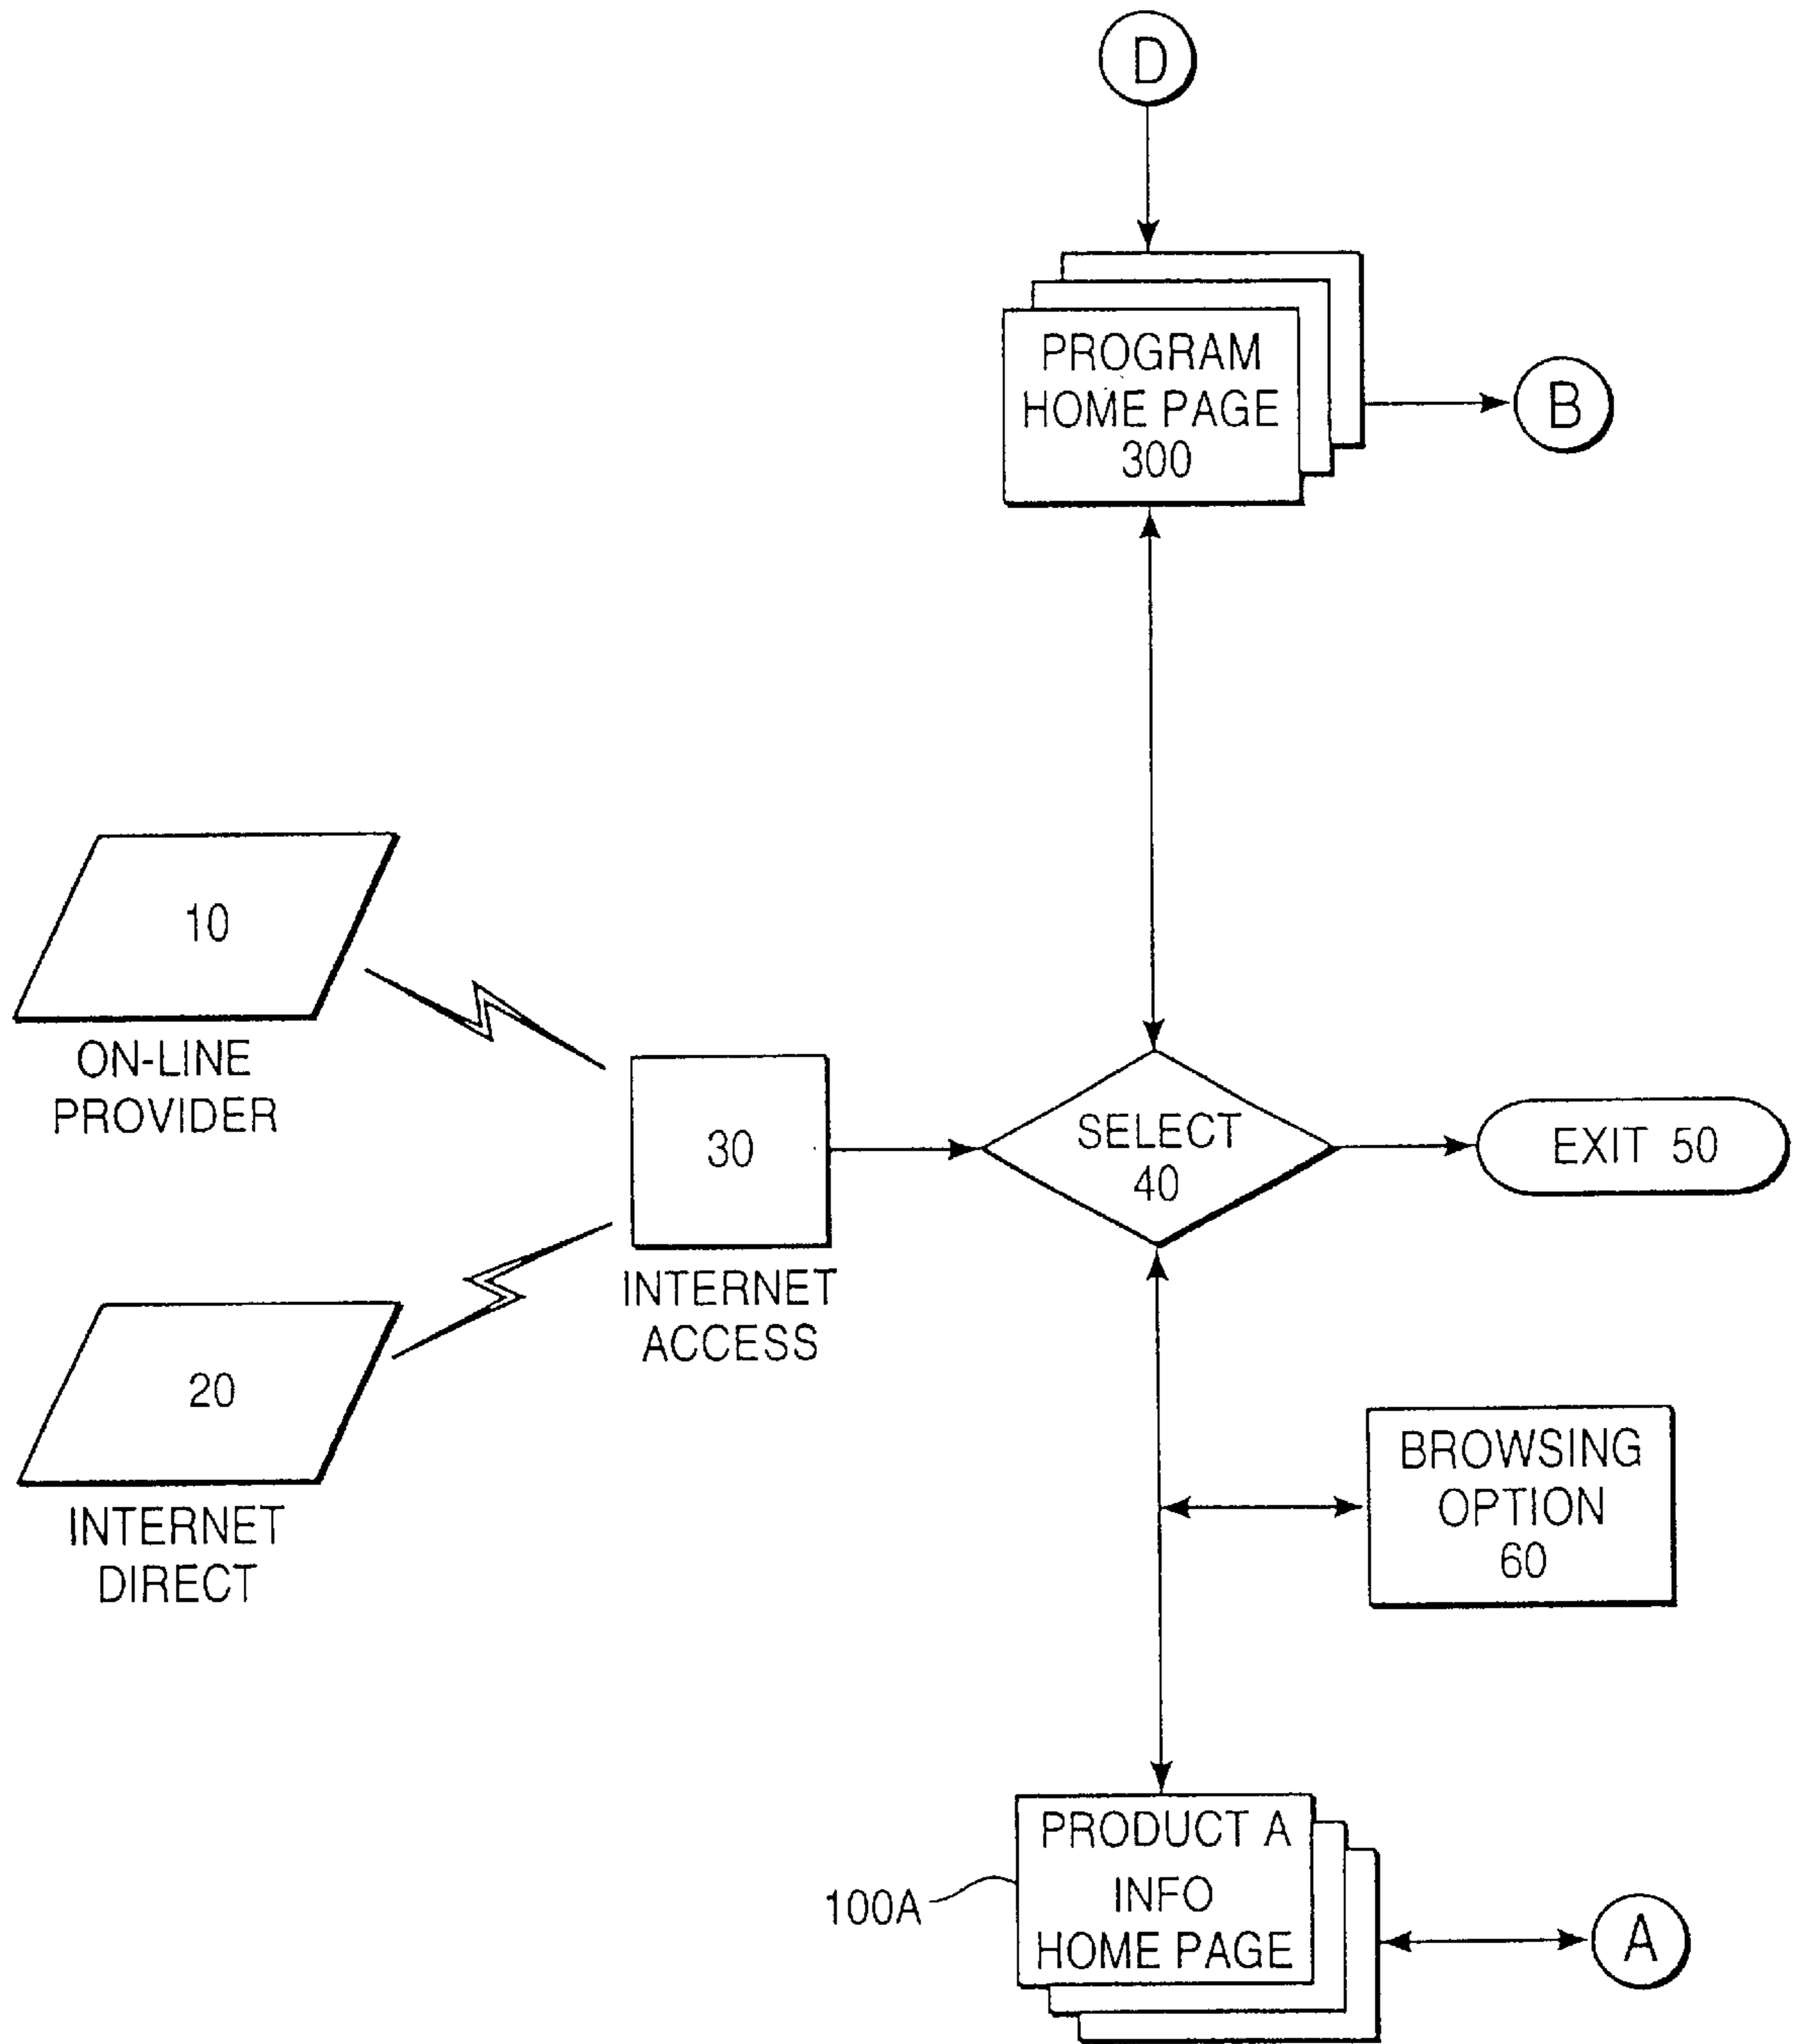 D
PROGRAM
HOME PAGE
300
B
10
ON-LINE
PROVIDER
30
INTERNET
ACCESS
SELECT
40
EXIT 50
20
INTERNET
DIRECT
BROWSING
OPTION
60
100A
PRODUCT A
INFO
HOME PAGE
A